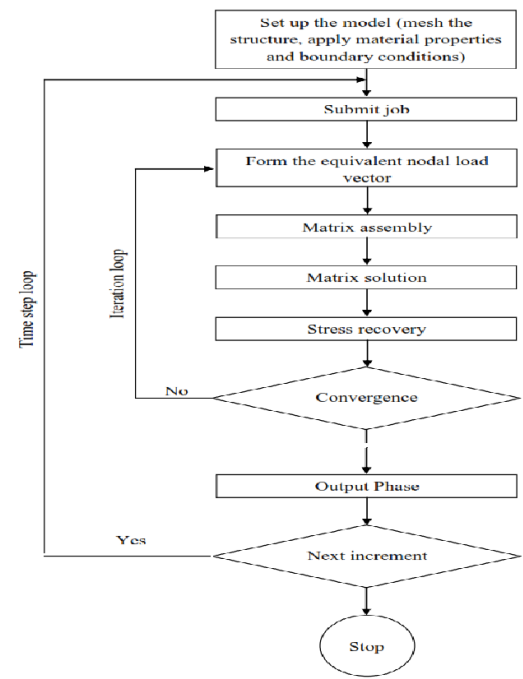 Set up the model (mesh the
structure, apply material properties
and boundary conditions)
Submit job
Form the equivalent nodal load
vector
Matrix assembly
Matrix solution
Stress recovery
Convergence
No
Iteration loop
Time step loop
Output Phase
Next increment
Yes
Stop